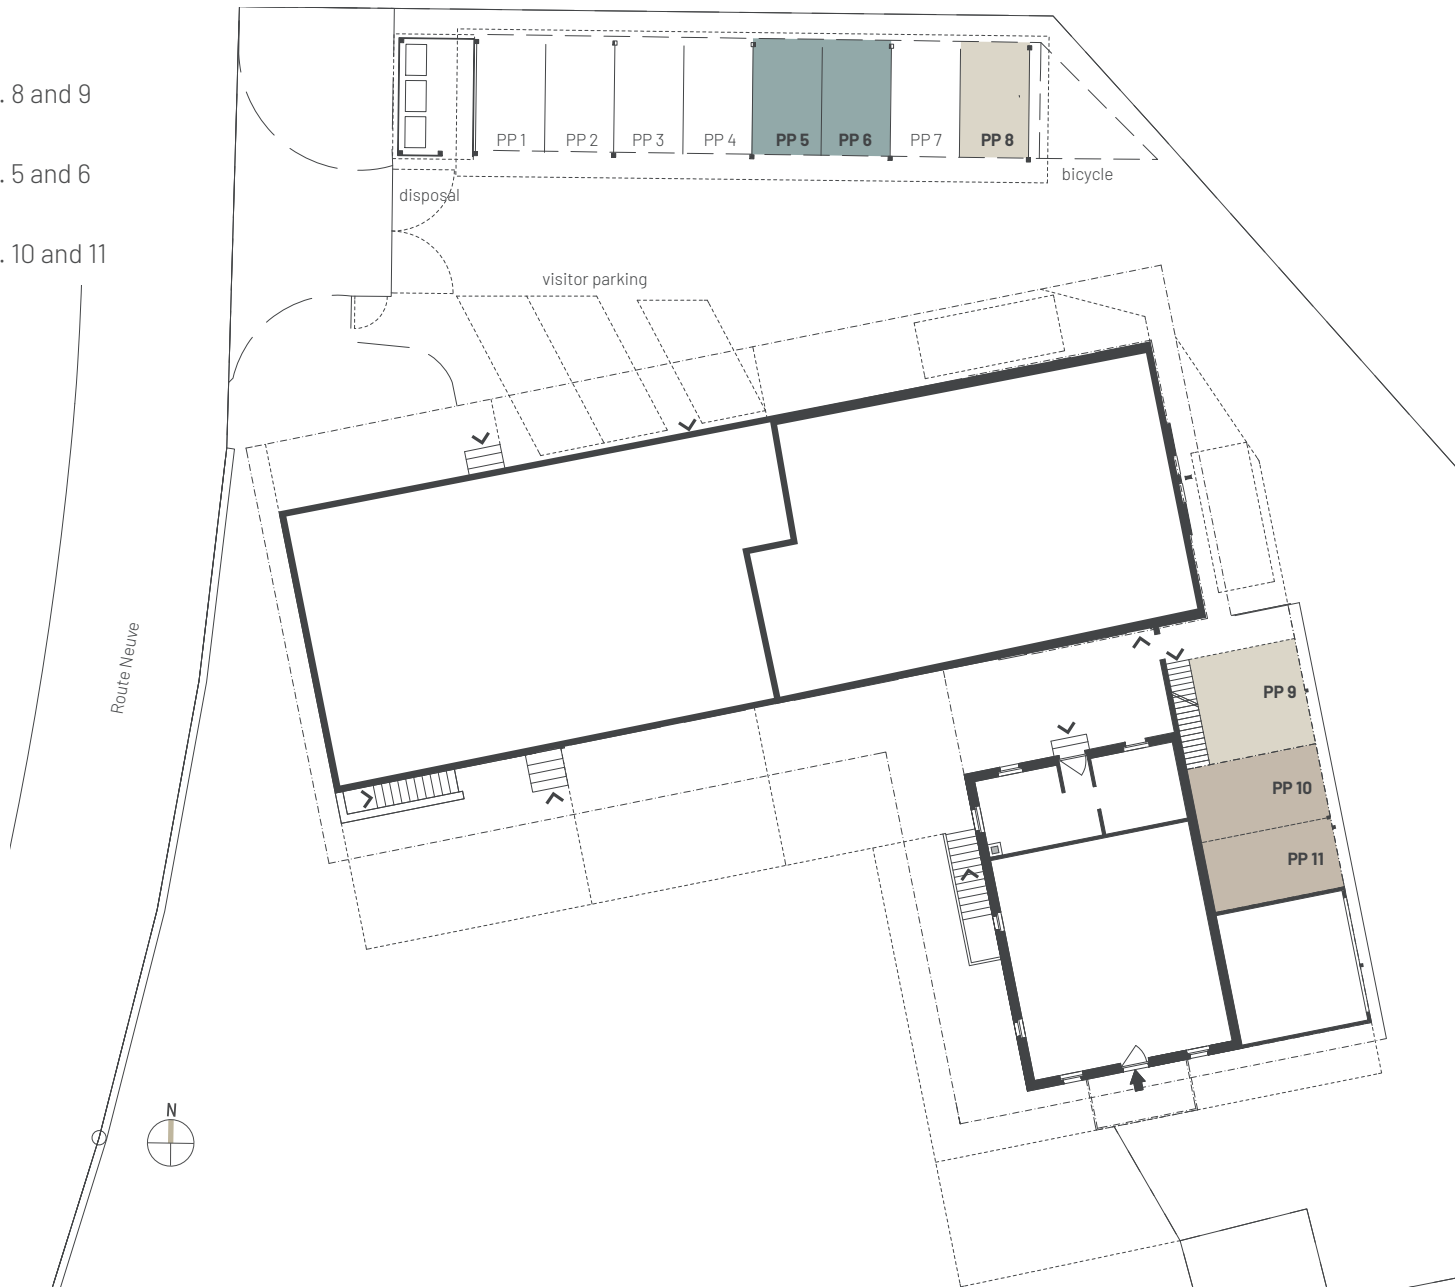 . 8 and 9
. 5 and 6
. 10 and 11
PP 1
PP 2
PP 3
PP 4
PP 5
PP 6
PP 7
PP 8
bicycle
disposal
visitor parking
Route Neuve
PP 9
PP 10
PP 11
N